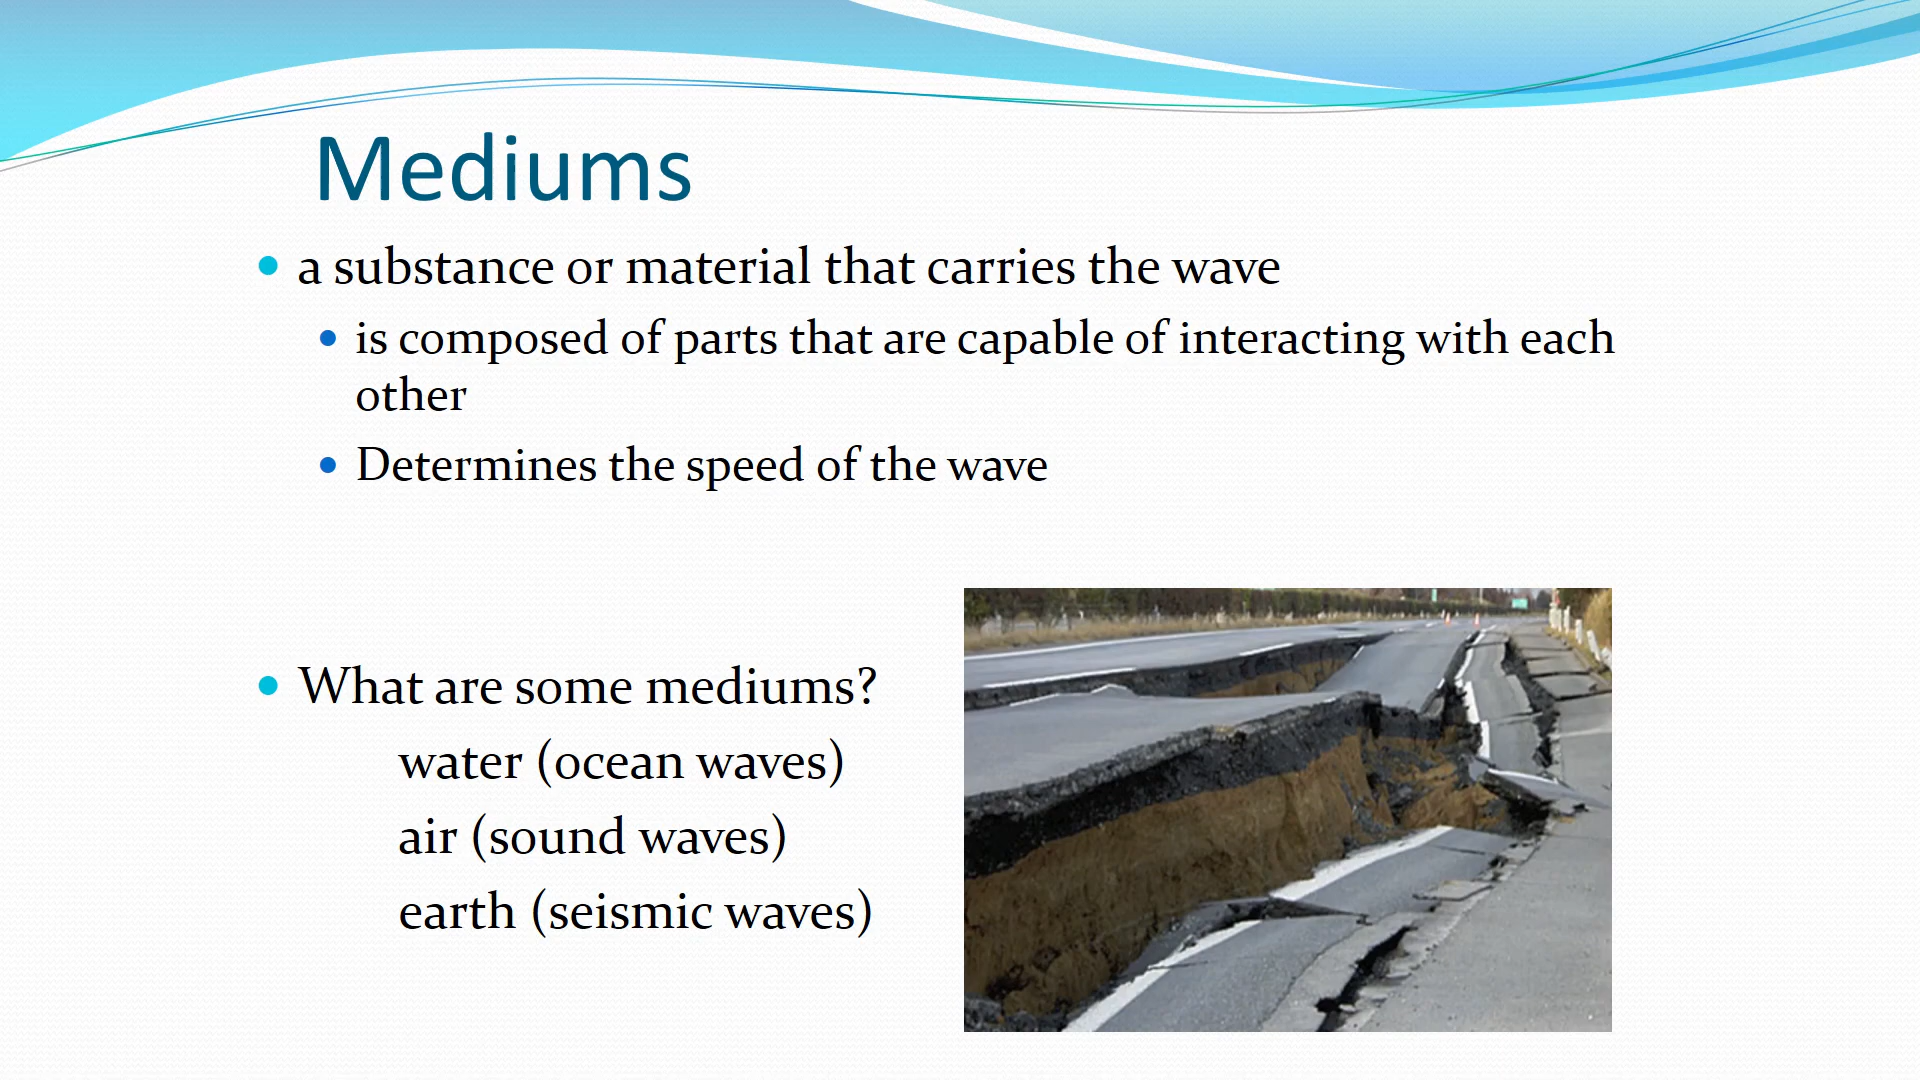 Mediums
• a substance or material that carries the wave
• is composed of parts that are capable of interacting with each
other
• Determines the speed of the wave
• What are some mediums?
water (ocean waves)
air (sound waves)
earth (seismic waves)